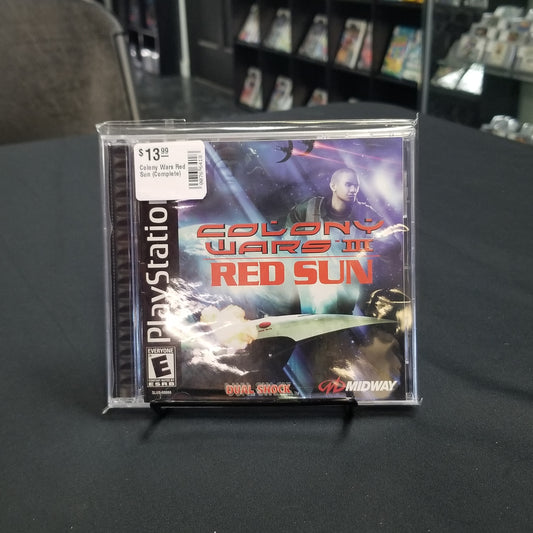 $13.99
Colony Wars Red
Sun (Complete)
PlayStation
COLONY
WARS III
RED SUN
EVERYONE
E
ESRB
DUAL SHOCK
MIDWAY